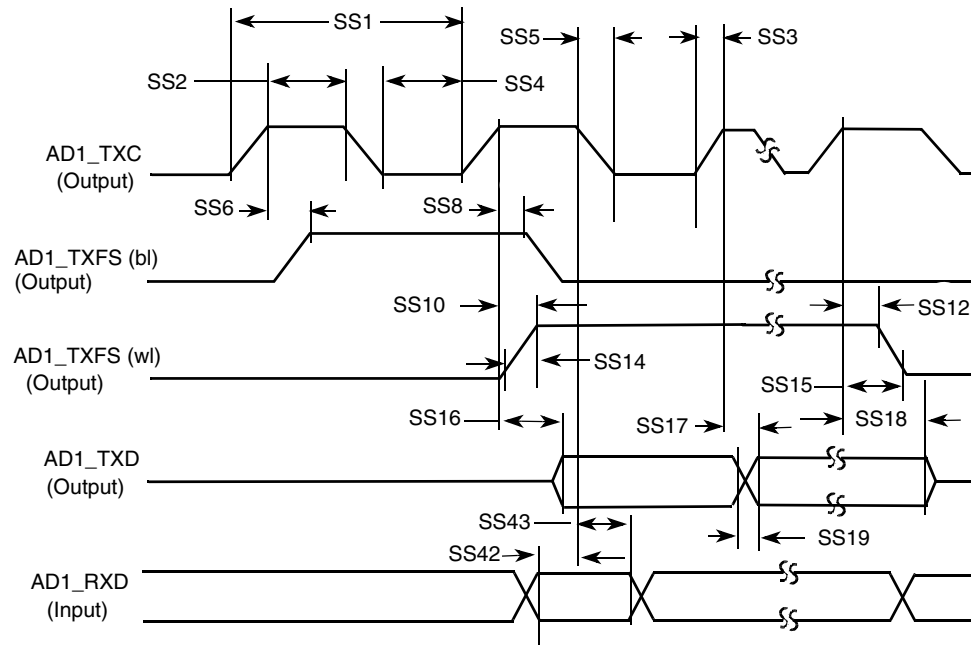 SS1
SS5
SS3
SS2
SS4
AD1_TXC
(Output)
SS6
SS8
AD1_TXFS (bl)
(Output)
SS10
SS12
AD1_TXFS (wl)
(Output)
SS14
SS15
SS16
SS17
SS18
AD1_TXD
(Output)
SS43
SS19
SS42
AD1_RXD
(Input)